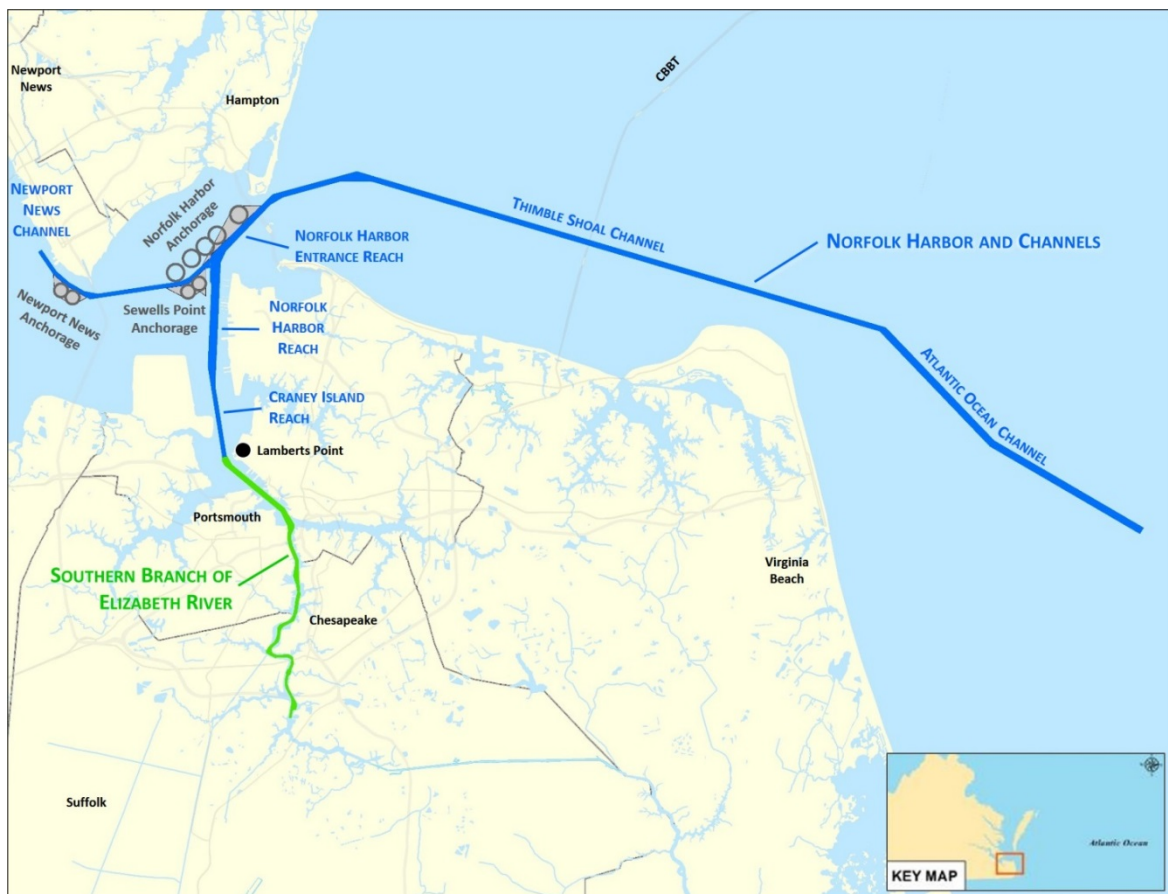 CBBT
Newport
News
Hampton
NEWPORT
NEWS
CHANNEL
Norfolk Harbor
Anchorage
NORFOLK HARBOR
ENTRANCE REACH
THIMBLE SHOAL CHANNEL
NORFOLK HARBOR AND CHANNELS
Newport News
Anchorage
Sewells Point
Anchorage
NORFOLK
HARBOR
REACH
ATLANTIC OCEAN CHANNEL
CRANEY ISLAND
REACH
Lamberts Point
Portsmouth
SOUTHERN BRANCH OF
ELIZABETH RIVER
Virginia
Beach
Chesapeake
Suffolk
Atlantic Ocean
KEY MAP